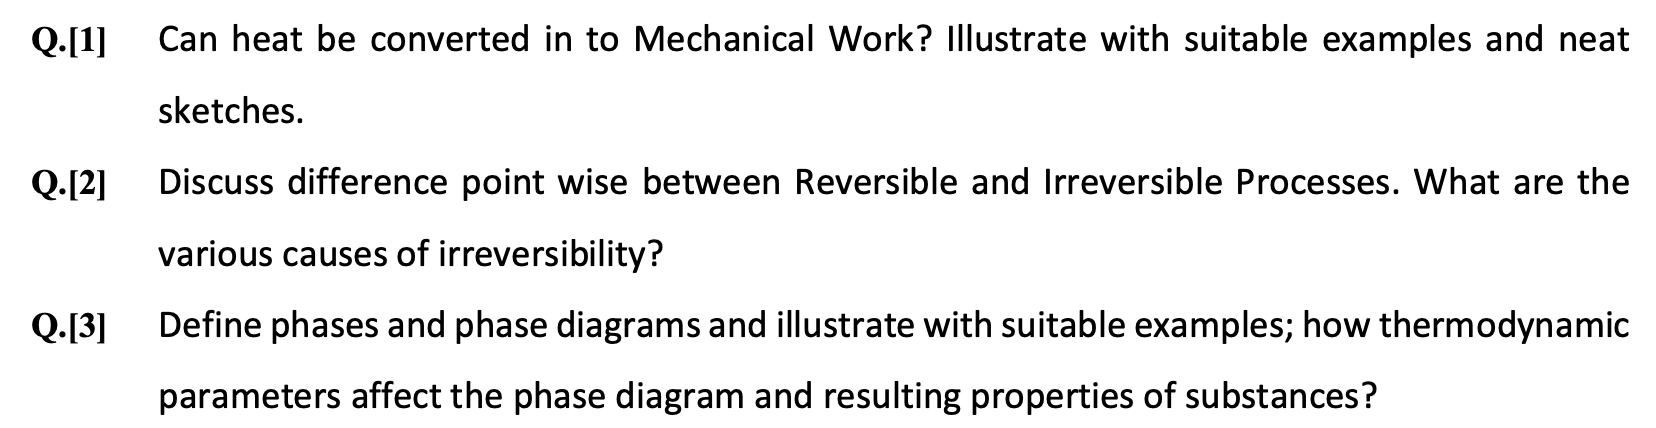 Q.[1] Can heat be converted in to Mechanical Work? Illustrate with suitable examples and neat
sketches.
Q.[2] Discuss difference point wise between Reversible and Irreversible Processes. What are the
various causes of irreversibility?
Q.[3] Define phases and phase diagrams and illustrate with suitable examples; how thermodynamic
parameters affect the phase diagram and resulting properties of substances?